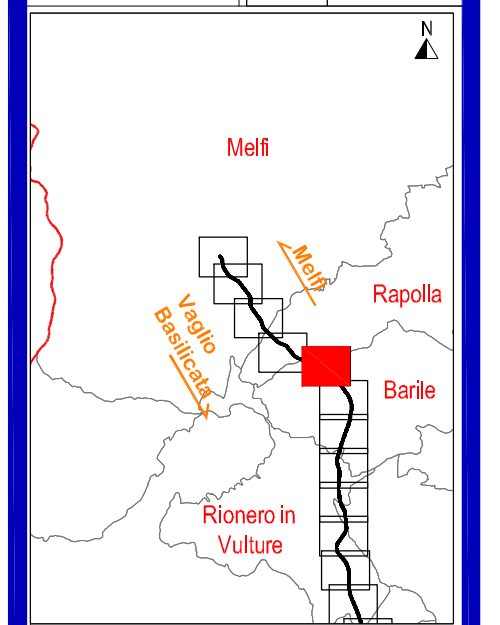 N
Melfi
Melfi
Rapolla
Vaglio
Basilicata
Barile
Rionero in
Vulture